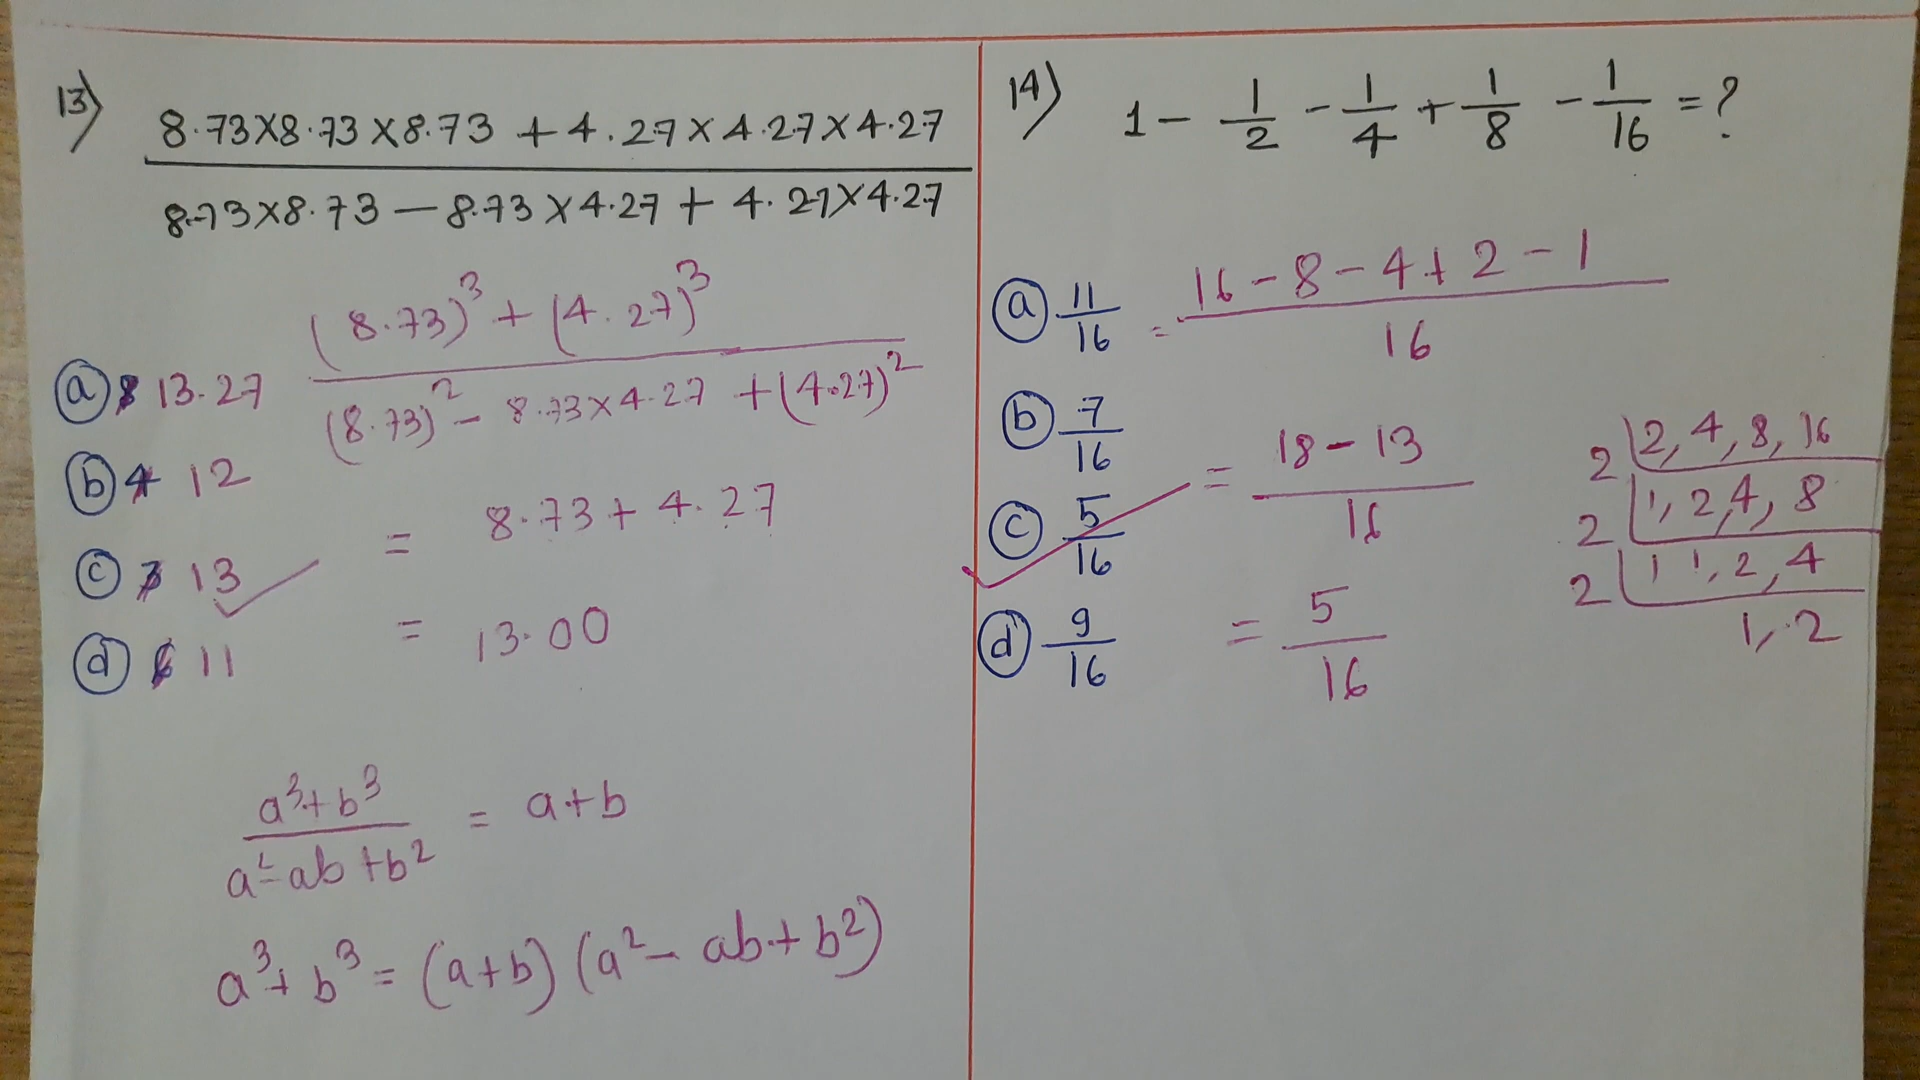 13)
8.73×8.73×8.73 + 4.27×4.27×4.27
8.73×8.73 — 8.73×4.27 + 4.27×4.27
(8.73)³ + (4.27)³
(8.73)² - 8.73×4.27 + (4.27)²
ⓐ 13.27
ⓑ 12
ⓒ 13 ✓
ⓓ 11
= 8.73 + 4.27
= 13.00
a³+b³
a²-ab+b²
= a+b
a³+b³ = (a+b) (a²- ab+b²)
14)
1 - 1/2 - 1/4 + 1/8 - 1/16 = ?
ⓐ 11/16
ⓑ 7/16
ⓒ 5/16 ✓
ⓓ 9/16
= 16-8-4+2-1
16
= 18-13
16
= 5
16
2 2, 4, 8, 16
2 1, 2, 4, 8
2 1 1, 2, 4
1, 2